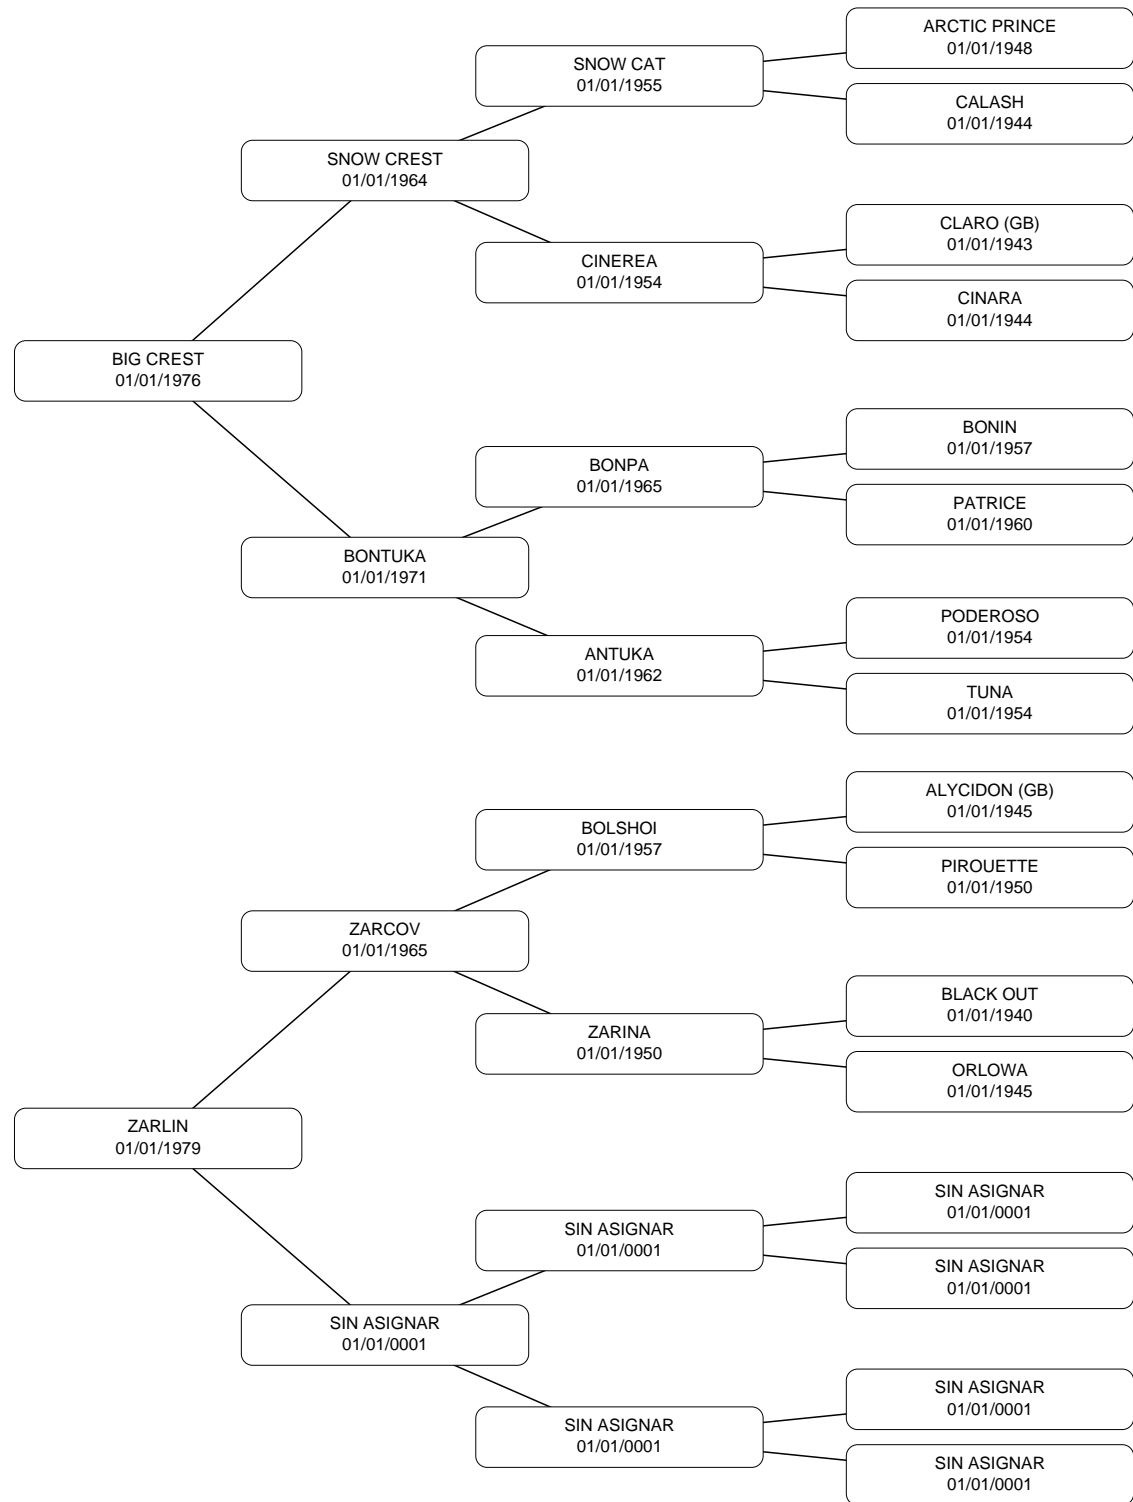 ARCTIC PRINCE
01/01/1948
SNOW CAT
01/01/1955
CALASH
01/01/1944
SNOW CREST
01/01/1964
CLARO (GB)
01/01/1943
CINEREA
01/01/1954
CINARA
01/01/1944
BIG CREST
01/01/1976
BONIN
01/01/1957
BONPA
01/01/1965
PATRICE
01/01/1960
BONTUKA
01/01/1971
PODEROSO
01/01/1954
ANTUKA
01/01/1962
TUNA
01/01/1954
ALYCIDON (GB)
01/01/1945
BOLSHOI
01/01/1957
PIROUETTE
01/01/1950
ZARCOV
01/01/1965
BLACK OUT
01/01/1940
ZARINA
01/01/1950
ORLOWA
01/01/1945
ZARLIN
01/01/1979
SIN ASIGNAR
01/01/0001
SIN ASIGNAR
01/01/0001
SIN ASIGNAR
01/01/0001
SIN ASIGNAR
01/01/0001
SIN ASIGNAR
01/01/0001
SIN ASIGNAR
01/01/0001
SIN ASIGNAR
01/01/0001